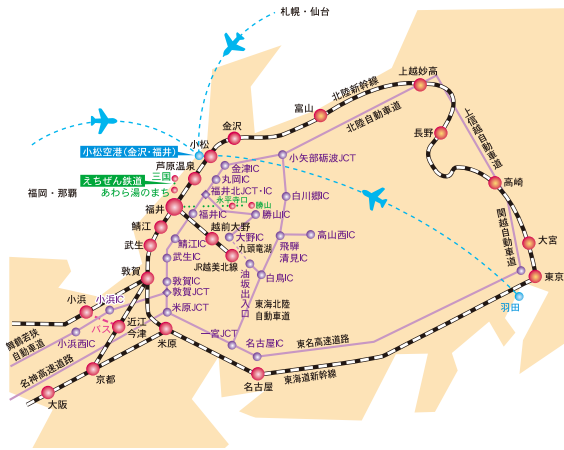 札幌・仙台
上越妙高
北陸新幹線
富山
北陸自動車道
上信越自動車道
金沢
長野
小松
小松空港(金沢・福井)
小矢部砺波JCT
芦原温泉
金津IC
えちぜん鉄道
三国
丸岡IC
高崎
福岡・那覇
あわら湯のまち
福井北JCT・IC
白川郷IC
永平寺口
勝山
福井
福井IC
勝山IC
関越自動車道
鯖江
越前大野
大野IC
高山西IC
大宮
武生
鯖江IC
九頭竜湖
飛騨清見IC
武生IC
JR越美北線
敦賀
油坂出入口
白鳥IC
東京
敦賀IC
敦賀JCT
小浜
小浜IC
東海北陸
自動車道
羽田
米原JCT
バス
近江
今津
舞鶴若狭
自動車道
小浜西IC
米原
一宮JCT
名古屋IC
東名高速道路
名神高速道路
京都
名古屋
東海道新幹線
大阪